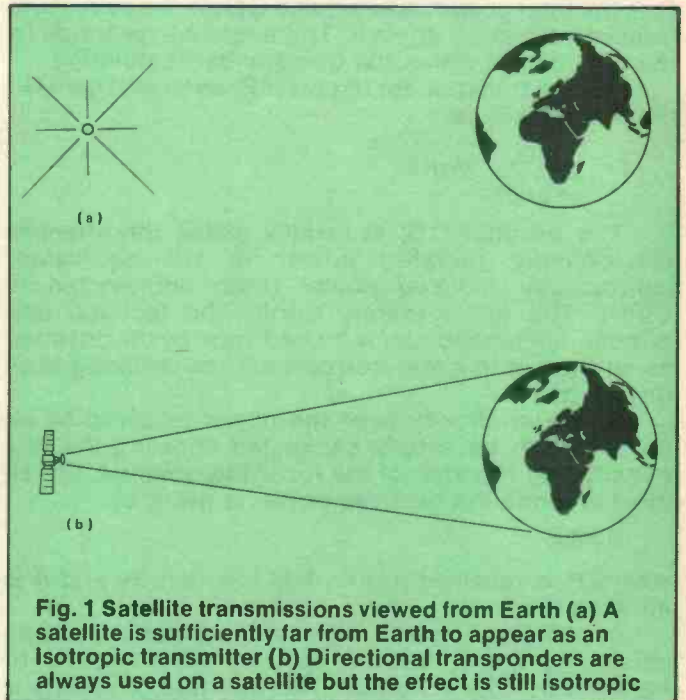 (a)
(b)
Fig. 1 Satellite transmissions viewed from Earth (a) A
satellite is sufficiently far from Earth to appear as an
isotropic transmitter (b) Directional transponders are
always used on a satellite but the effect is still isotropic